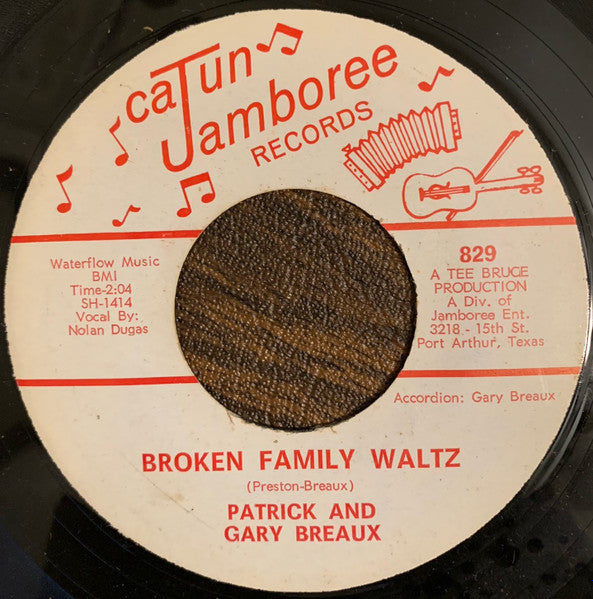 caJun
Jamboree
RECORDS
Waterflow Music
BMI
Time-2:04
SH-1414
Vocal By:
Nolan Dugas
829
A TEE BRUCE
PRODUCTION
A Div. of
Jamboree Ent.
3218 - 15th St.
Port Arthur, Texas
Accordion: Gary Breaux
BROKEN FAMILY WALTZ
(Preston-Breaux)
PATRICK AND
GARY BREAUX